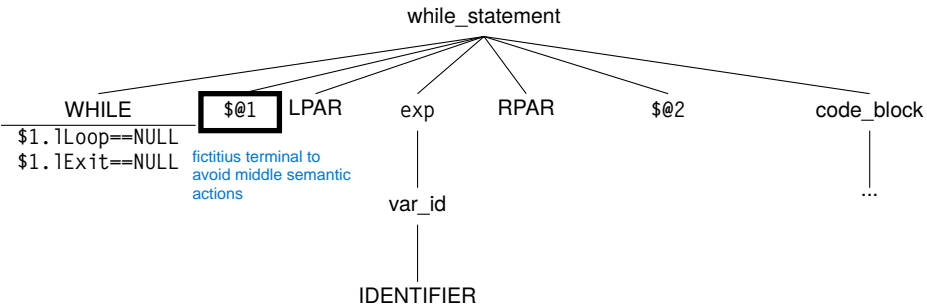 while_statement
WHILE $@1 LPAR exp RPAR $@2 code_block
$1.lLoop==NULL
$1.lExit==NULL
fictitius terminal to
avoid middle semantic
actions
...
var_id
IDENTIFIER